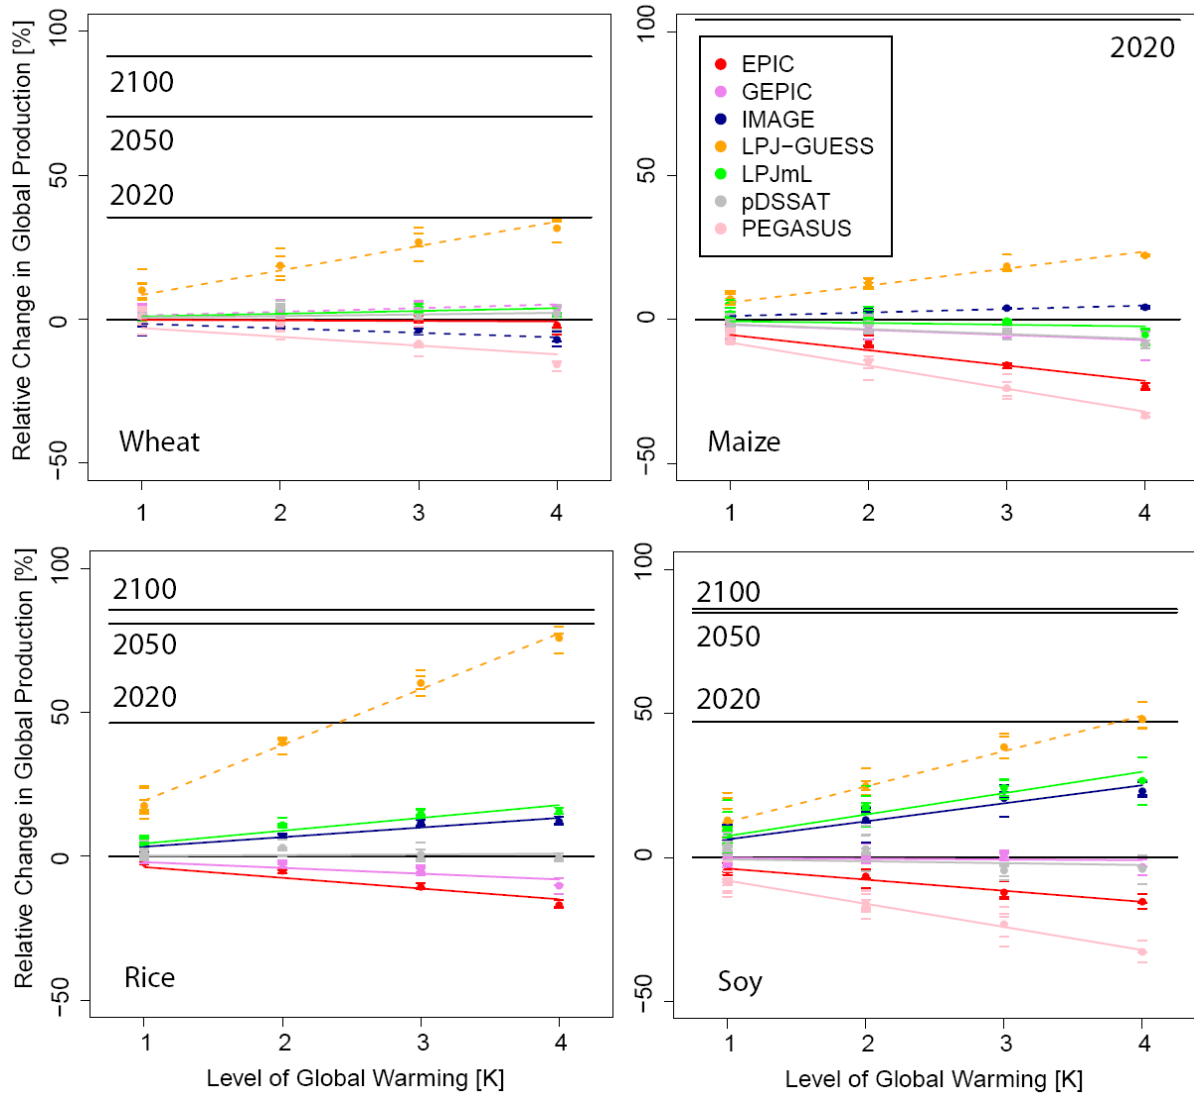 Relative Change in Global Production [%]
100
50
0
−50
2100
2050
2020
Wheat
1 2 3 4
100
50
0
−50
2020
EPIC
GEPIC
IMAGE
LPJ−GUESS
LPJmL
pDSSAT
PEGASUS
Maize
1 2 3 4
Relative Change in Global Production [%]
100
50
0
−50
2100
2050
2020
Rice
1 2 3 4
Level of Global Warming [K]
100
50
0
−50
2100
2050
2020
Soy
1 2 3 4
Level of Global Warming [K]